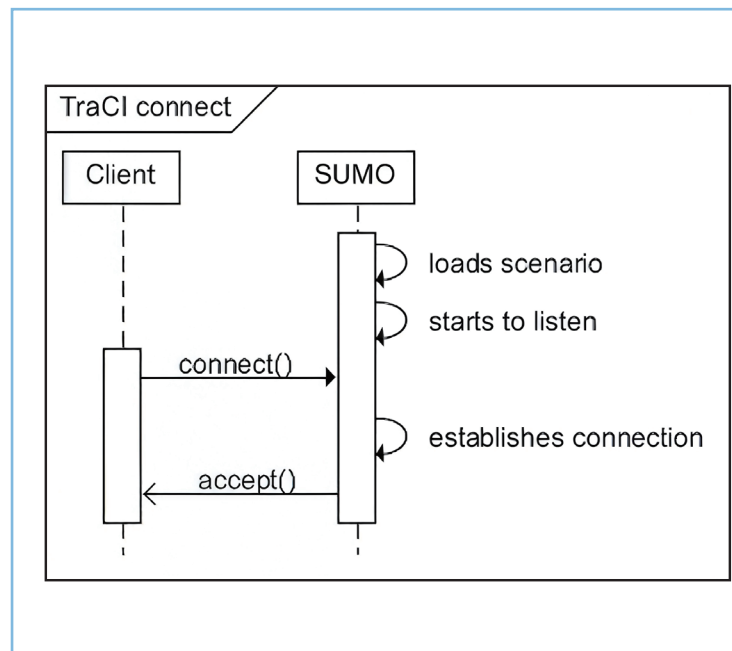 TraCI connect
Client
SUMO
loads scenario
starts to listen
connect()
establishes connection
accept()